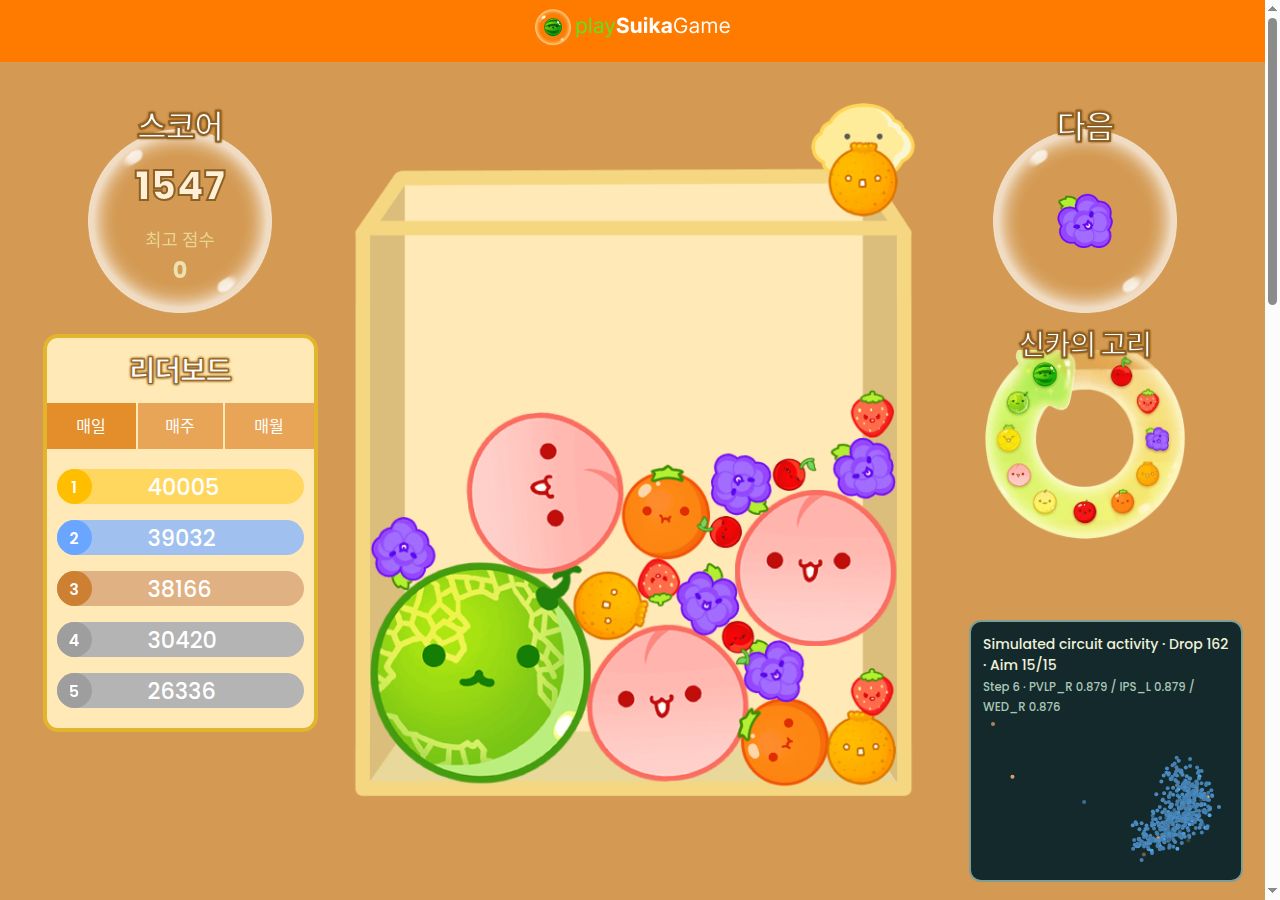 playSuikaGame
스코어
1547
최고 점수
0
다음
신카의 고리
리더보드
매일 매주 매월
1 40005
2 39032
3 38166
4 30420
5 26336
Simulated circuit activity · Drop 162
· Aim 15/15
Step 6 · PVLP_R 0.879 / IPS_L 0.879 /
WED_R 0.876